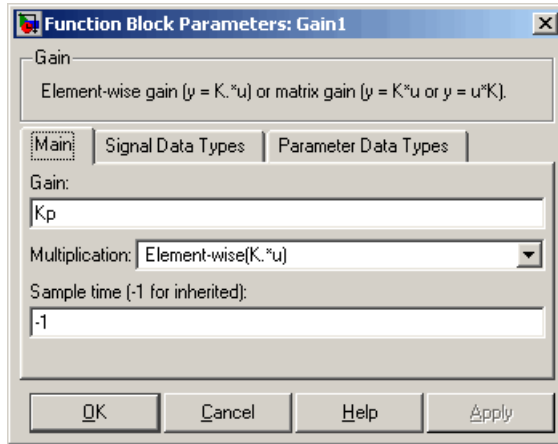 Function Block Parameters: Gain1
Gain
Element-wise gain (y = K.*u) or matrix gain (y = K*u or y = u*K).
Main Signal Data Types Parameter Data Types
Gain:
Kp
Multiplication: Element-wise(K.*u)
Sample time (-1 for inherited):
-1
OK Cancel Help Apply